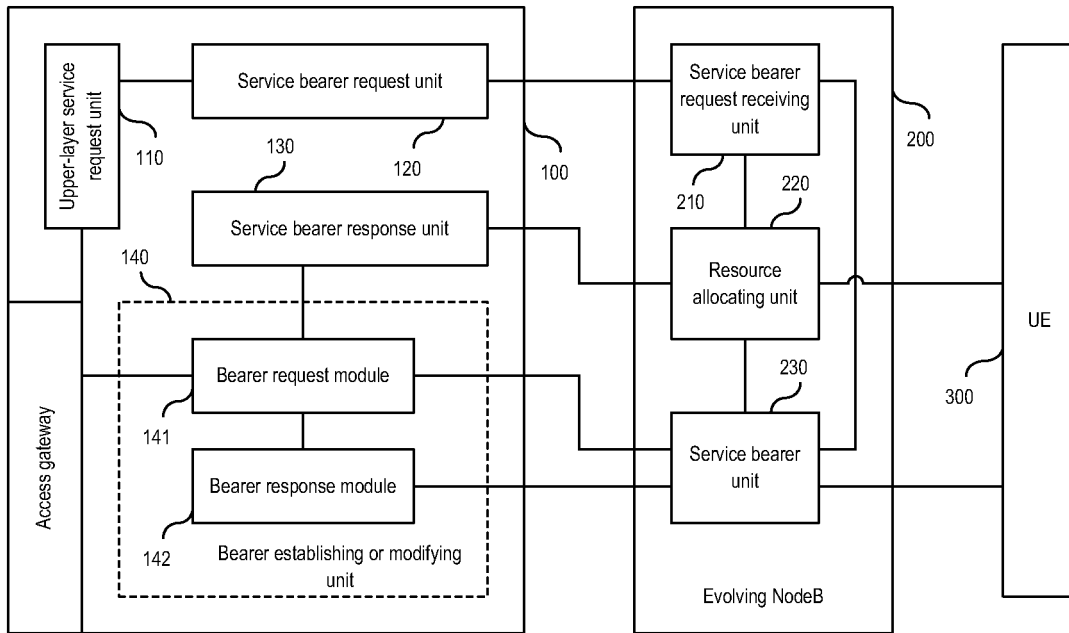 Upper-layer service
request unit
110
Service bearer request unit
120
130
Service bearer response unit
100
140
Bearer request module
141
Bearer response module
142
Bearer establishing or modifying
unit
Access gateway
Service bearer
request receiving
unit
210
200
220
Resource
allocating unit
230
Service bearer
unit
Evolving NodeB
UE
300